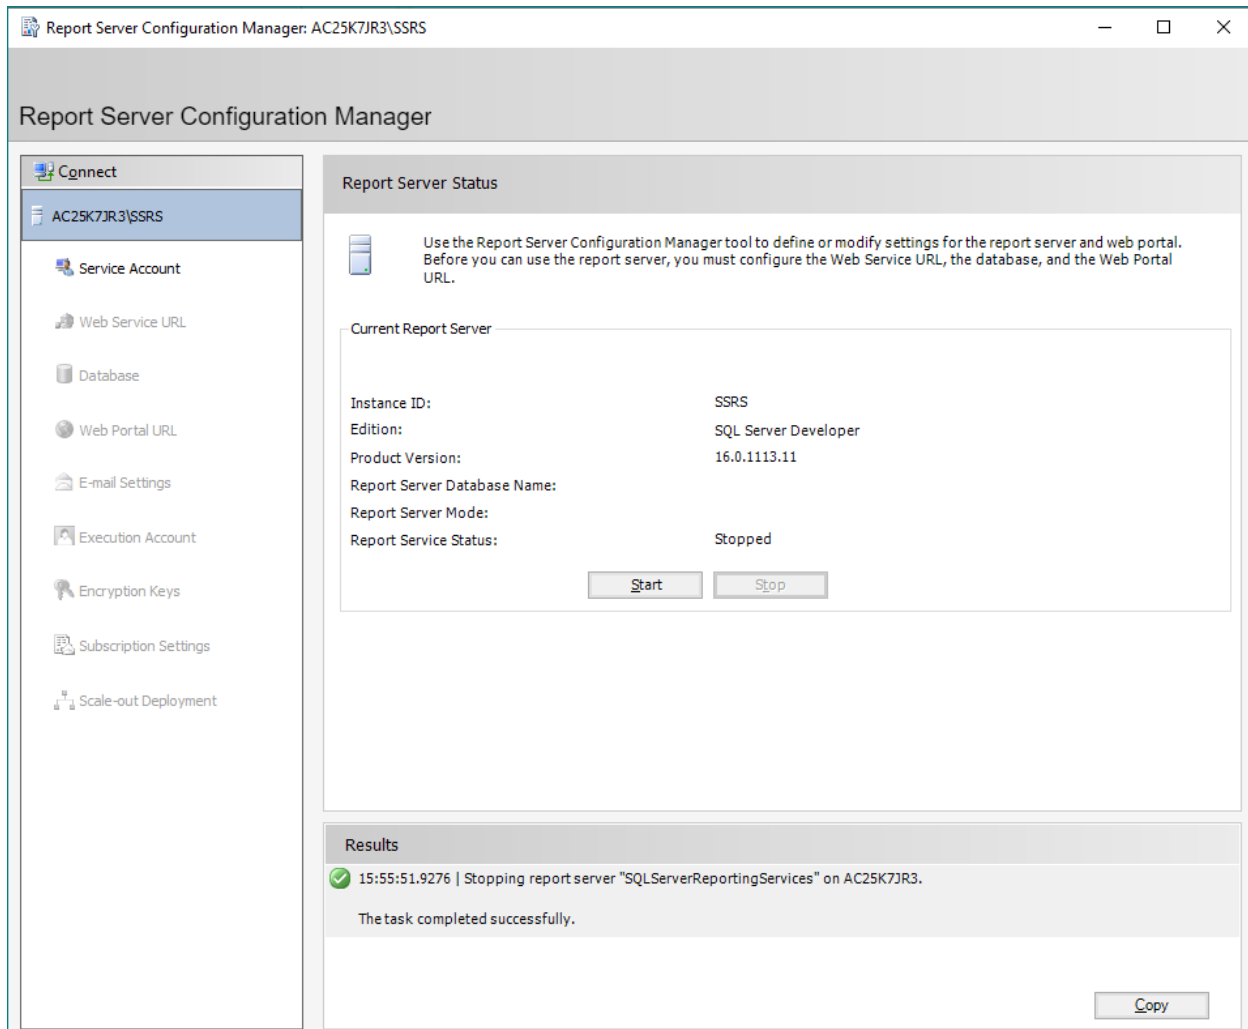 Report Server Configuration Manager: AC25K7JR3\SSRS
Report Server Configuration Manager
Connect
AC25K7JR3\SSRS
Service Account
Web Service URL
Database
Web Portal URL
E-mail Settings
Execution Account
Encryption Keys
Subscription Settings
Scale-out Deployment
Report Server Status
Use the Report Server Configuration Manager tool to define or modify settings for the report server and web portal.
Before you can use the report server, you must configure the Web Service URL, the database, and the Web Portal
URL.
Current Report Server
Instance ID: SSRS
Edition: SQL Server Developer
Product Version: 16.0.1113.11
Report Server Database Name:
Report Server Mode:
Report Service Status: Stopped
Start Stop
Results
15:55:51.9276 | Stopping report server "SQLServerReportingServices" on AC25K7JR3.
The task completed successfully.
Copy